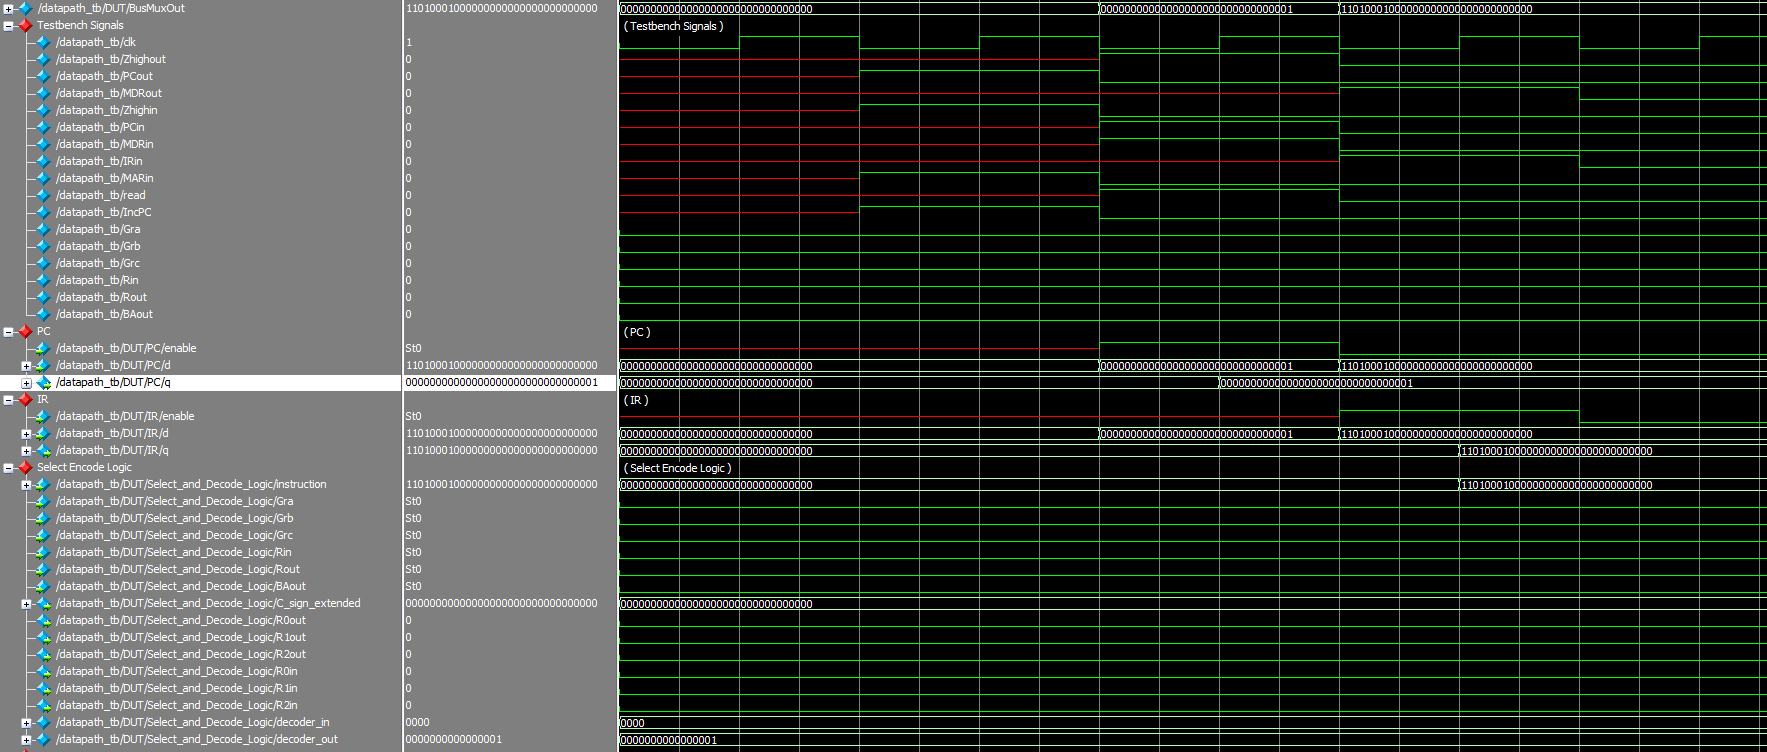 /datapath_tb/DUT/BusMuxOut 11010001000000000000000000000000 00000000000000000000000000000000 00000000000000000000000000000001 11010001000000000000000000000000
Testbench Signals ( Testbench Signals )
/datapath_tb/clk 1
/datapath_tb/Zhighout 0
/datapath_tb/PCout 0
/datapath_tb/MDRout 0
/datapath_tb/Zhighin 0
/datapath_tb/PCin 0
/datapath_tb/MDRin 0
/datapath_tb/IRin 0
/datapath_tb/MARin 0
/datapath_tb/read 0
/datapath_tb/IncPC 0
/datapath_tb/Gra 0
/datapath_tb/Grb 0
/datapath_tb/Grc 0
/datapath_tb/Rin 0
/datapath_tb/Rout 0
/datapath_tb/BAout 0
PC ( PC )
/datapath_tb/DUT/PC/enable St0
/datapath_tb/DUT/PC/d 11010001000000000000000000000000 00000000000000000000000000000000 00000000000000000000000000000001 11010001000000000000000000000000
/datapath_tb/DUT/PC/q 00000000000000000000000000000001 00000000000000000000000000000000 00000000000000000000000000000001
IR ( IR )
/datapath_tb/DUT/IR/enable St0
/datapath_tb/DUT/IR/d 11010001000000000000000000000000 00000000000000000000000000000000 00000000000000000000000000000001 11010001000000000000000000000000
/datapath_tb/DUT/IR/q 11010001000000000000000000000000 00000000000000000000000000000000 11010001000000000000000000000000
Select Encode Logic ( Select Encode Logic )
/datapath_tb/DUT/Select_and_Decode_Logic/instruction 11010001000000000000000000000000 00000000000000000000000000000000 11010001000000000000000000000000
/datapath_tb/DUT/Select_and_Decode_Logic/Gra St0
/datapath_tb/DUT/Select_and_Decode_Logic/Grb St0
/datapath_tb/DUT/Select_and_Decode_Logic/Grc St0
/datapath_tb/DUT/Select_and_Decode_Logic/Rin St0
/datapath_tb/DUT/Select_and_Decode_Logic/Rout St0
/datapath_tb/DUT/Select_and_Decode_Logic/BAout St0
/datapath_tb/DUT/Select_and_Decode_Logic/C_sign_extended 00000000000000000000000000000000 00000000000000000000000000000000
/datapath_tb/DUT/Select_and_Decode_Logic/R0out 0
/datapath_tb/DUT/Select_and_Decode_Logic/R1out 0
/datapath_tb/DUT/Select_and_Decode_Logic/R2out 0
/datapath_tb/DUT/Select_and_Decode_Logic/R0in 0
/datapath_tb/DUT/Select_and_Decode_Logic/R1in 0
/datapath_tb/DUT/Select_and_Decode_Logic/R2in 0
/datapath_tb/DUT/Select_and_Decode_Logic/decoder_in 0000 0000
/datapath_tb/DUT/Select_and_Decode_Logic/decoder_out 0000000000000001 0000000000000001